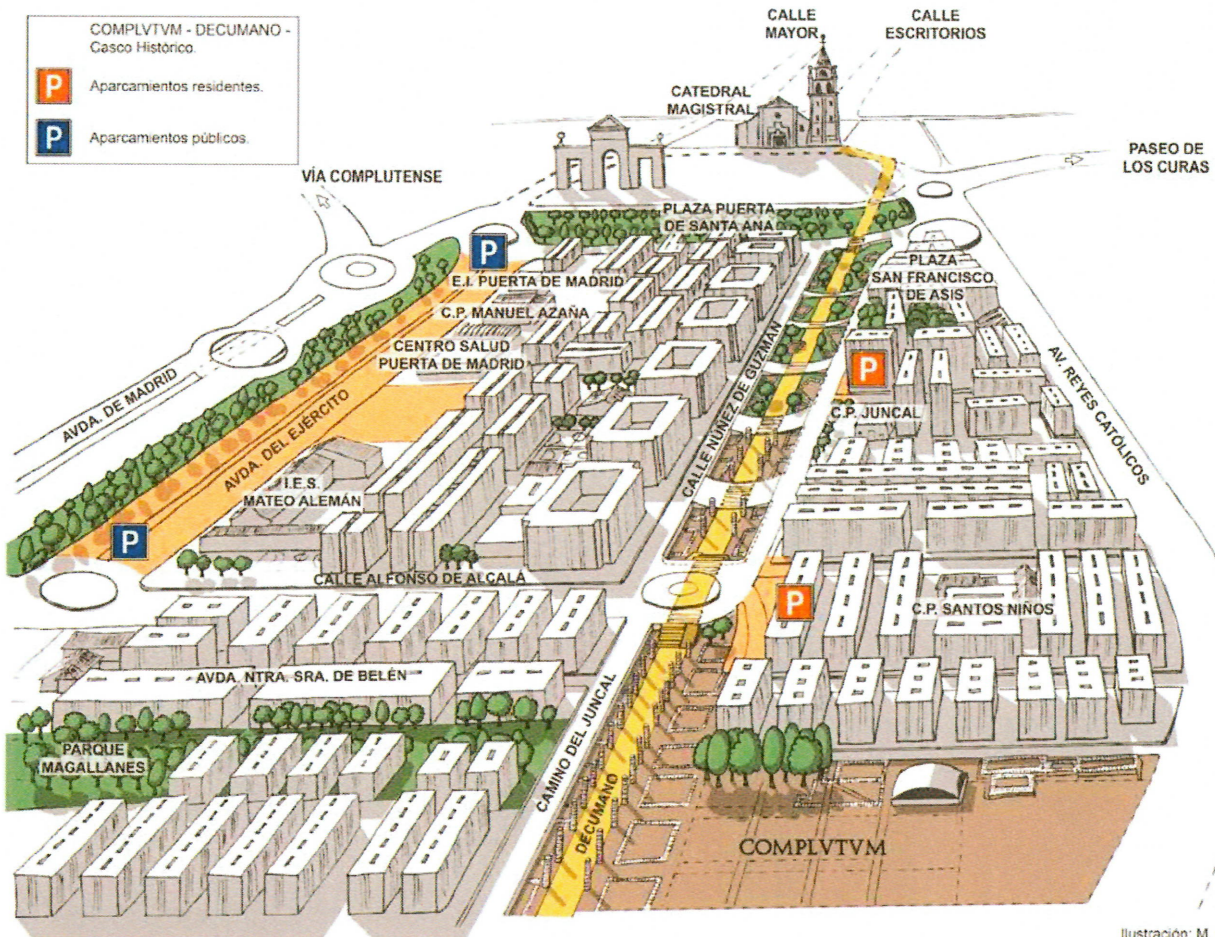 COMPLVTVM - DECUMANO -
Casco Histórico.
P
Aparcamientos residentes.
P
Aparcamientos públicos.
CALLE
MAYOR
CALLE
ESCRITORIOS
CATEDRAL
MAGISTRAL
PASEO DE
LOS CURAS
VÍA COMPLUTENSE
PLAZA PUERTA
DE SANTA ANA
P
E.I. PUERTA DE MADRID
PLAZA
SAN FRANCISCO
DE ASIS
C.P. MANUEL AZAÑA
CENTRO SALUD
PUERTA DE MADRID
AVDA. DE MADRID
CALLE NÚÑEZ DE GUZMÁN
P
AV. REYES CATÓLICOS
C.P. JUNCAL
AVDA. DEL EJÉRCITO
I.E.S.
MATEO ALEMÁN
P
CALLE ALFONSO DE ALCALÁ
P
C.P. SANTOS NIÑOS
AVDA. NTRA. SRA. DE BELÉN
PARQUE
MAGALLANES
CAMINO DEL JUNCAL
DECUMANO
COMPLVTVM
Ilustración: M